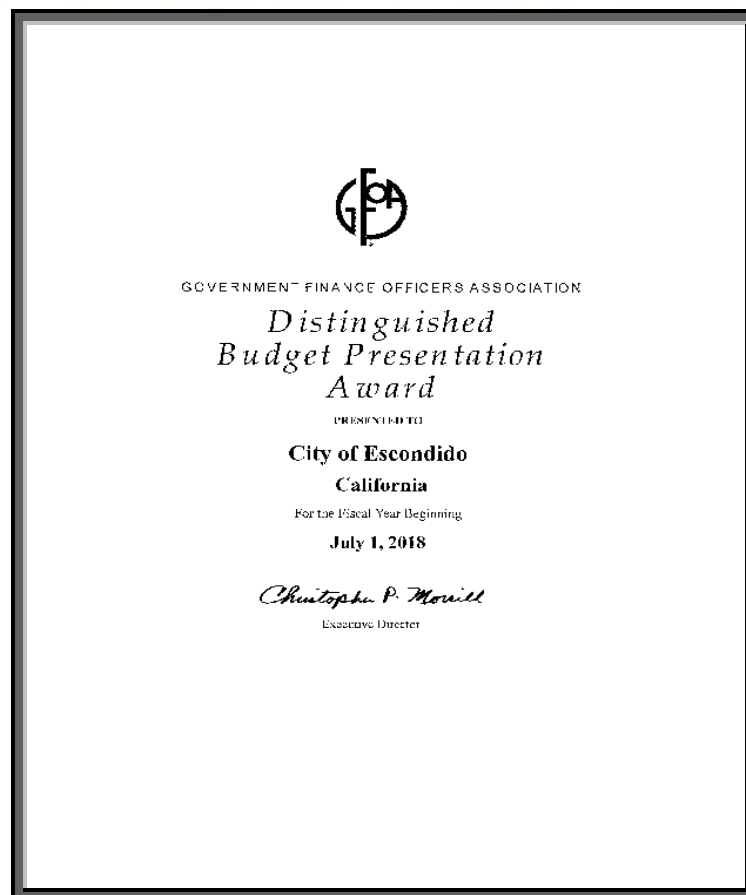 GFOA
GOVERNMENT FINANCE OFFICERS ASSOCIATION
Distinguished
Budget Presentation
Award
PRESENTED TO
City of Escondido
California
For the Fiscal Year Beginning
July 1, 2018
Christopher P. Morrill
Executive Director